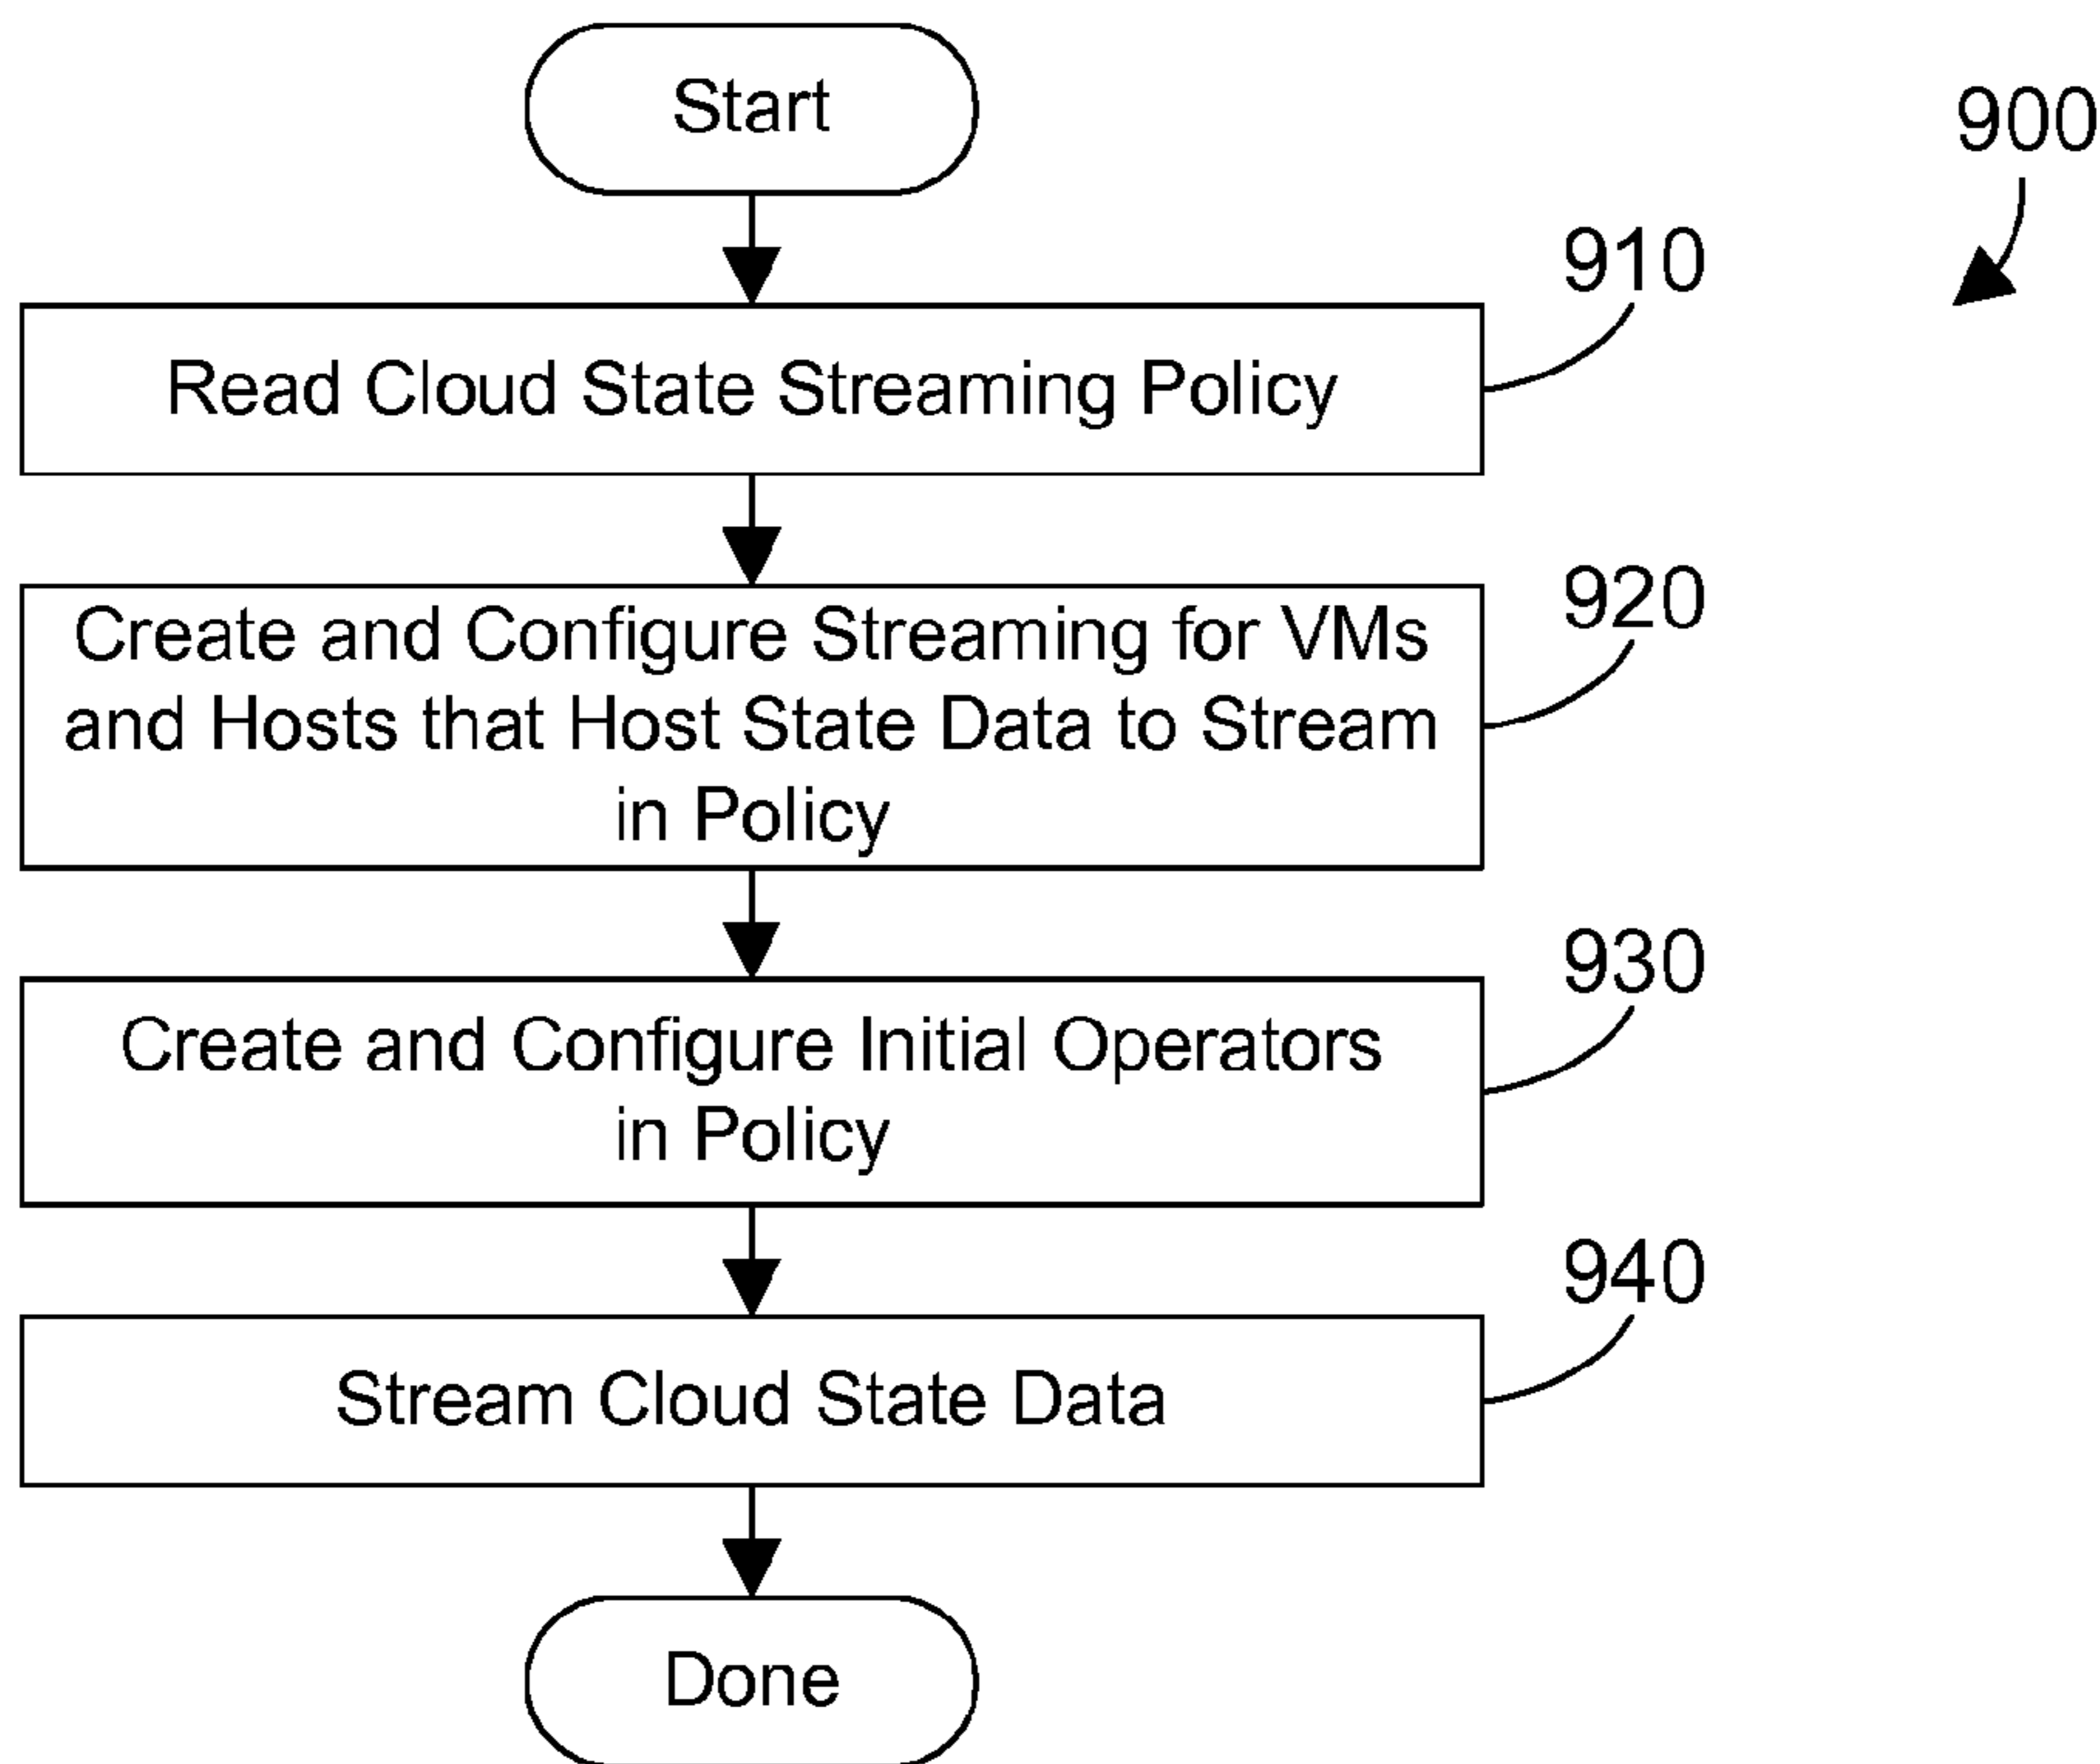 Start
900
910
Read Cloud State Streaming Policy
920
Create and Configure Streaming for VMs
and Hosts that Host State Data to Stream
in Policy
930
Create and Configure Initial Operators
in Policy
940
Stream Cloud State Data
Done